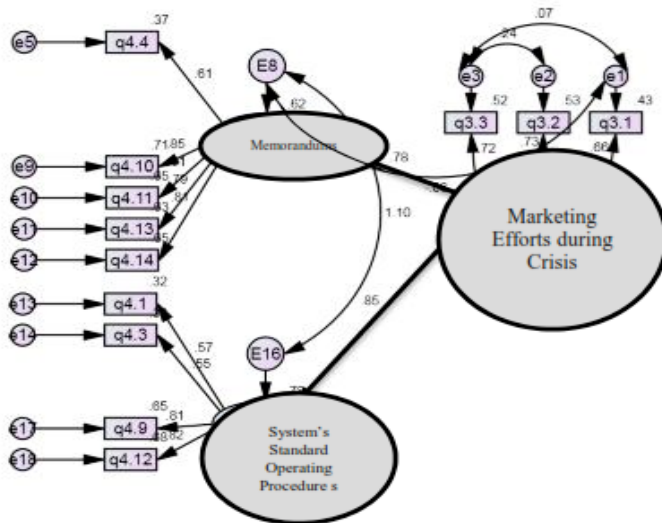 .37
e5
q4.4
.61
E8
.62
Memorandums
.07
.24
e3
e2
e1
.52
.53
.43
q3.3
q3.2
q3.1
.72
.73
.66
.78
Marketing
Efforts during
Crisis
.71
.85
e9
q4.10
e10
q4.11
e11
q4.13
e12
q4.14
1.10
.85
e13
.32
q4.1
e14
q4.3
.57
.55
E16
e17
.65
q4.9
.81
e18
q4.12
.82
System's
Standard
Operating
Procedure s